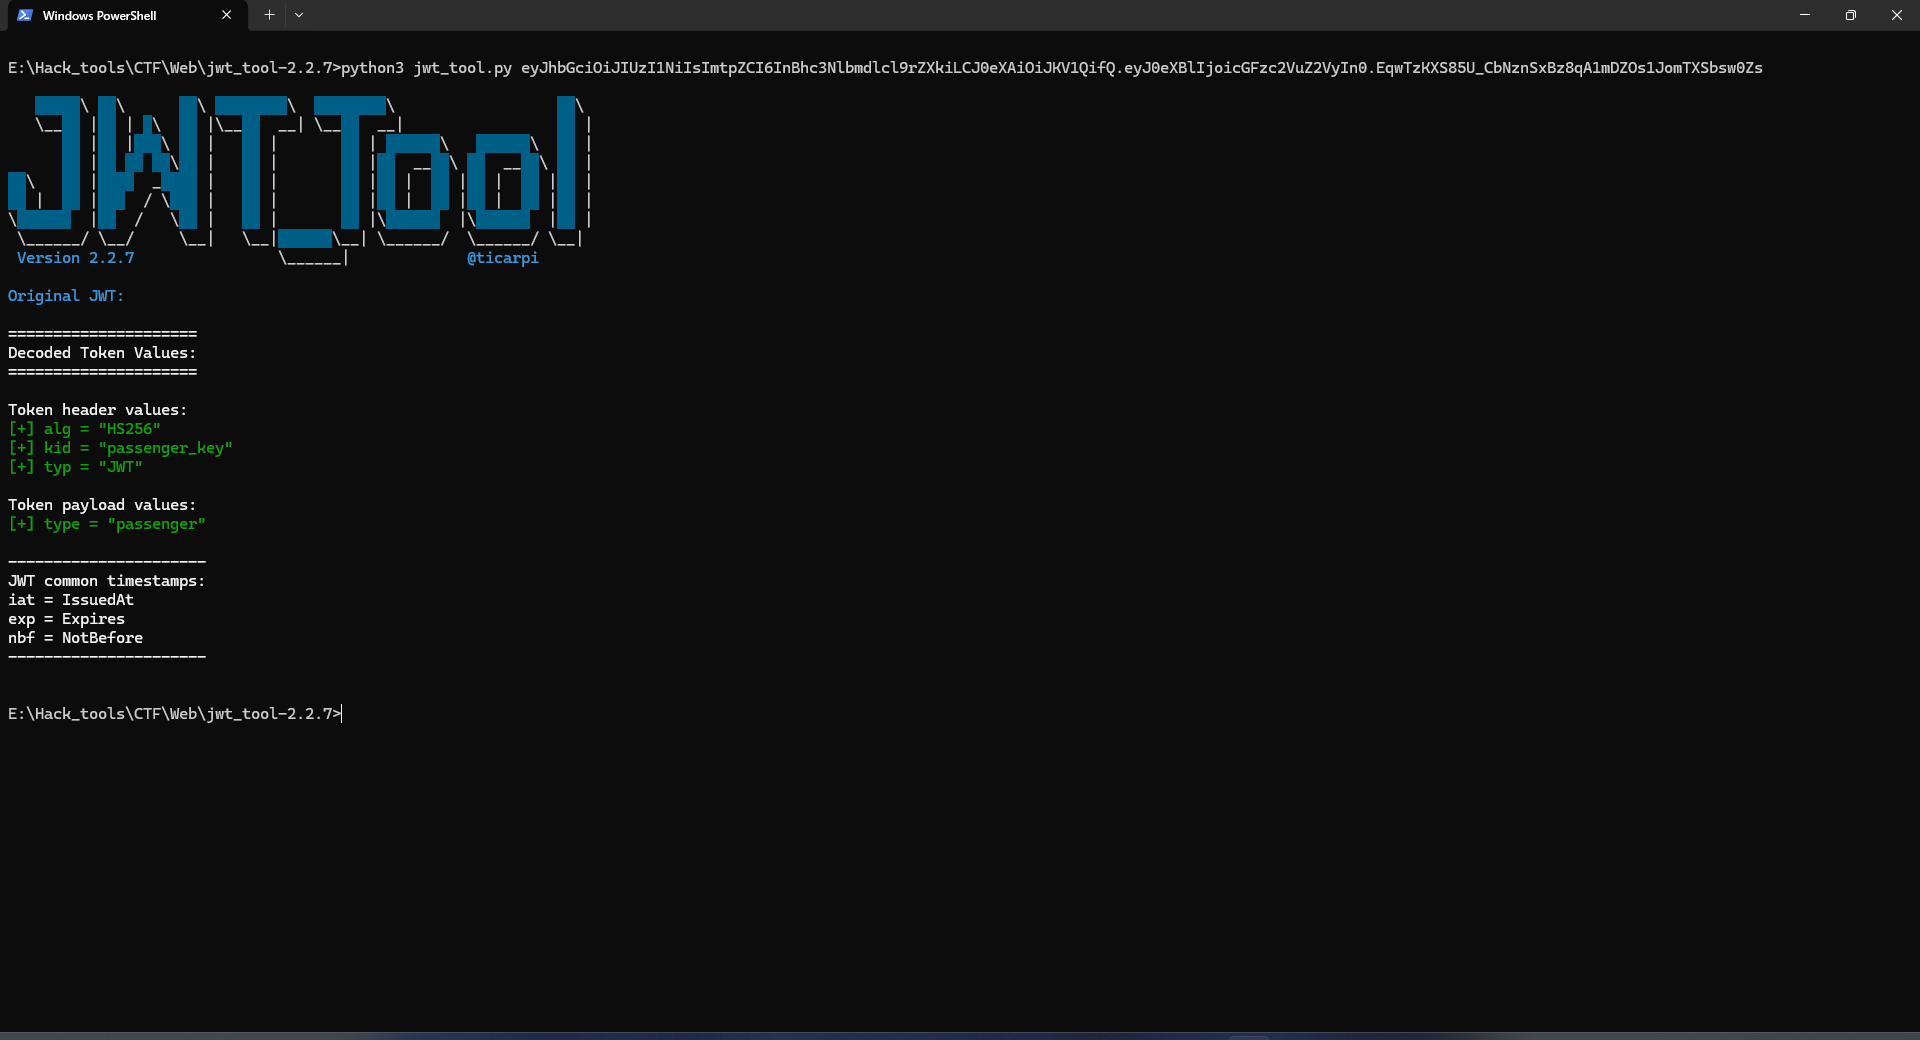 Windows PowerShell
E:\Hack_tools\CTF\Web\jwt_tool-2.2.7>python3 jwt_tool.py eyJhbGciOiJIUzI1NiIsImtpZCI6InBhc3Nlbmdlcl9rZXkiLCJ0eXAiOiJKV1QifQ.eyJ0eXBlIjoicGFzc2VuZ2VyIn0.EqwTzKXS85U_CbNznSxBz8qA1mDZOs1JomTXSbsw0Zs
JWT_Tool
Version 2.2.7 @ticarpi
Original JWT:
=====================
Decoded Token Values:
=====================
Token header values:
[+] alg = "HS256"
[+] kid = "passenger_key"
[+] typ = "JWT"
Token payload values:
[+] type = "passenger"
----------------------
JWT common timestamps:
iat = IssuedAt
exp = Expires
nbf = NotBefore
----------------------
E:\Hack_tools\CTF\Web\jwt_tool-2.2.7>